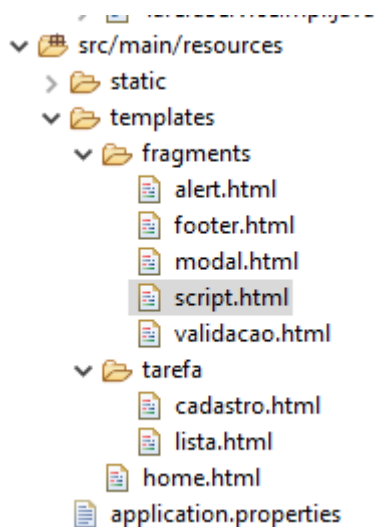 src/main/resources
static
templates
fragments
alert.html
footer.html
modal.html
script.html
validacao.html
tarefa
cadastro.html
lista.html
home.html
application.properties